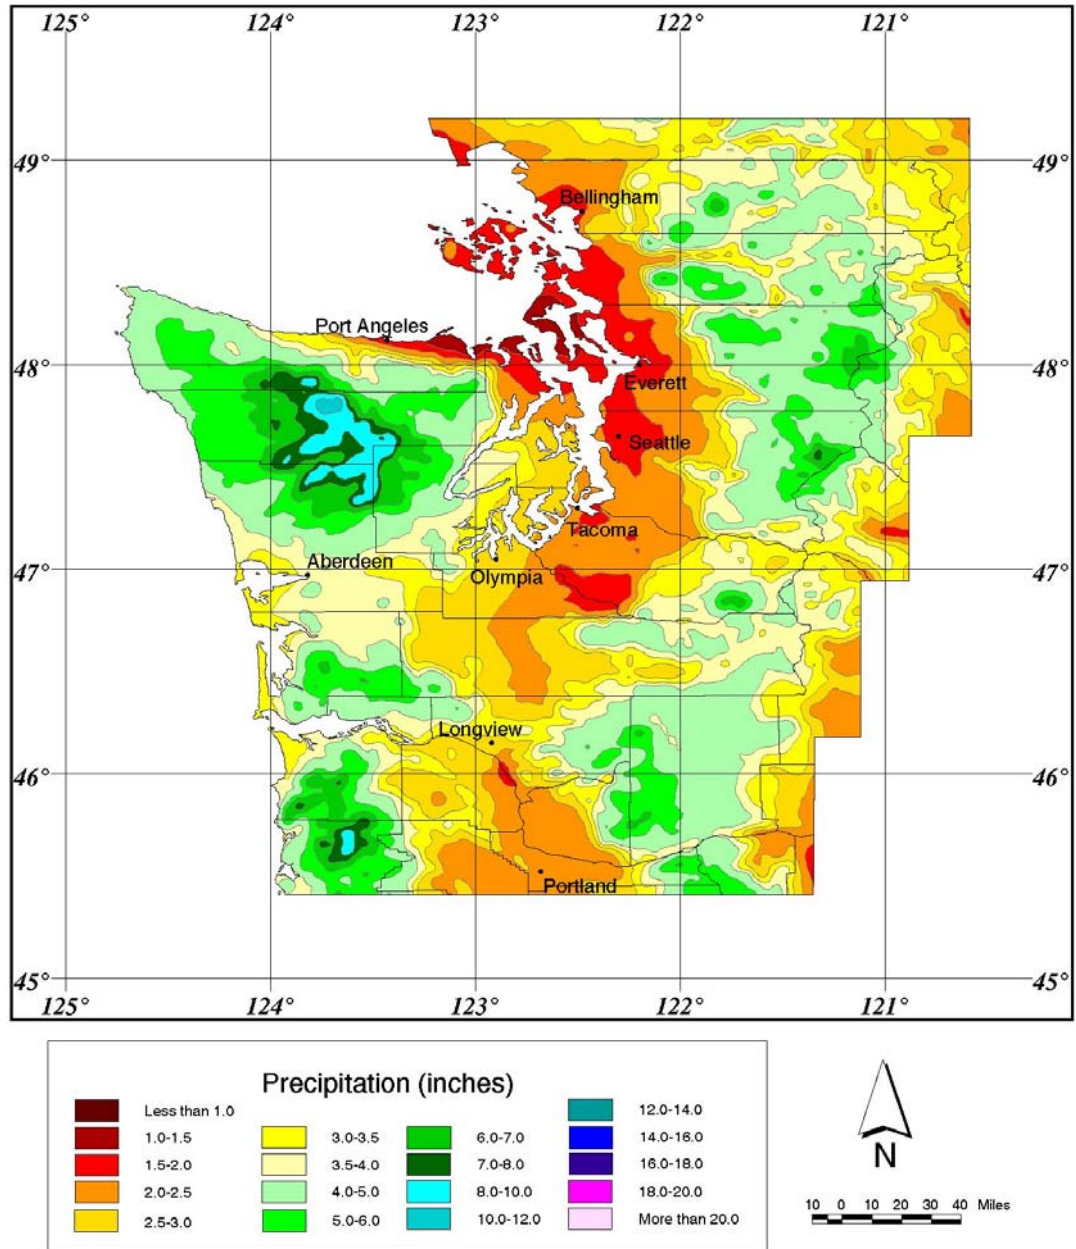 125° 124° 123° 122° 121°
49° 49°
Bellingham
Port Angeles
48° 48°
Everett
Seattle
Tacoma
Aberdeen
47° Olympia 47°
Longview
46° 46°
Portland
45° 45°
125° 124° 123° 122° 121°
Precipitation (inches)
Less than 1.0 12.0-14.0
1.0-1.5 3.0-3.5 6.0-7.0 14.0-16.0
1.5-2.0 3.5-4.0 7.0-8.0 16.0-18.0
2.0-2.5 4.0-5.0 8.0-10.0 18.0-20.0
2.5-3.0 5.0-6.0 10.0-12.0 More than 20.0
N
10 0 10 20 30 40 Miles